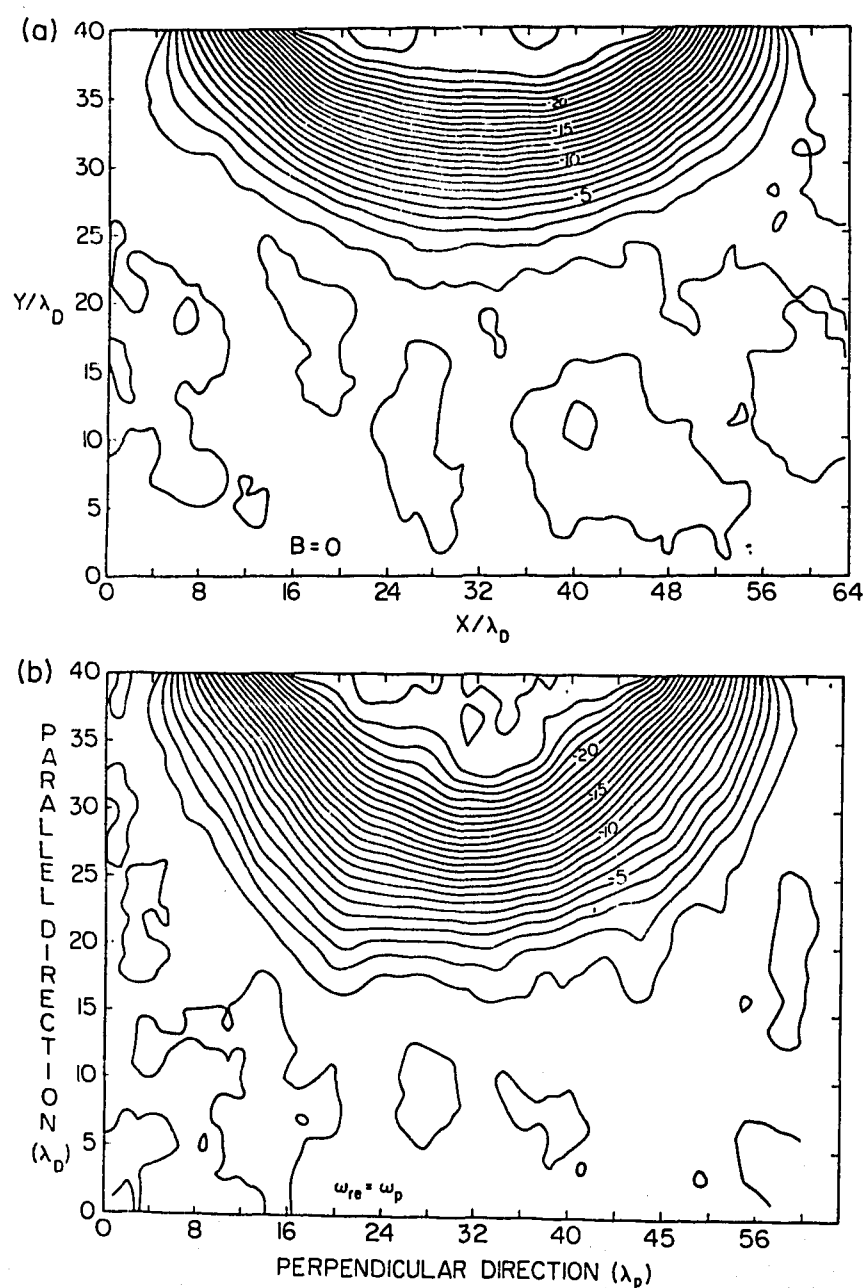 (a)
40
35
30
25
Y/λD
20
15
10
5
0
-20
-15
-10
-5
B=0
0 8 16 24 32 40 48 56 64
X/λD
(b)
40
35
30
25
20
15
10
5
0
PARALLEL DIRECTION
(λD)
-20
-15
-10
-5
ωre = ωp
0 8 16 24 32 40 45 56
PERPENDICULAR DIRECTION (λD)